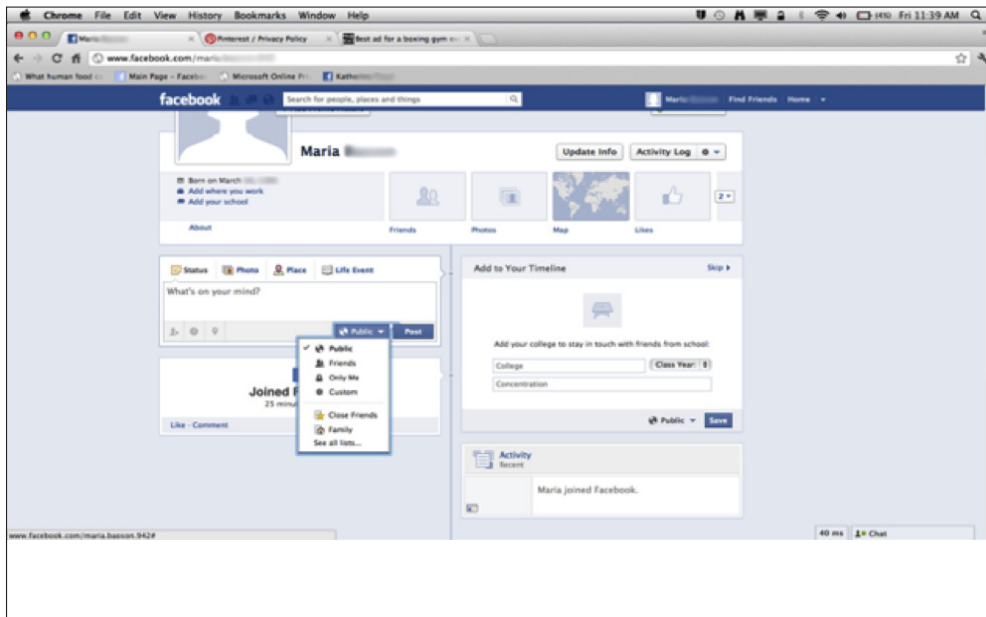 Chrome File Edit View History Bookmarks Window Help
Fri 11:39 AM
Pinterest / Privacy Policy
Best ad for a boxing gym
www.facebook.com/maria
What human food
Main Page - Facebo
Microsoft Online
facebook
Search for people, places and things
Maria
Find Friends Home
Maria
Update Info
Activity Log
Born on March
Add where you work
Add your school
About
Friends
Photos
Map
Likes
2
Status Photo Place Life Event
What's on your mind?
Public
Post
Public
Friends
Only Me
Custom
Close Friends
Family
See all lists...
Joined
25
Like · Comment
Add to Your Timeline
Skip
Add your college to stay in touch with friends from school:
College
Class Year:
Concentration
Public
Save
Activity
Recent
Maria joined Facebook.
www.facebook.com/maria.basson.942#
40 ms
Chat